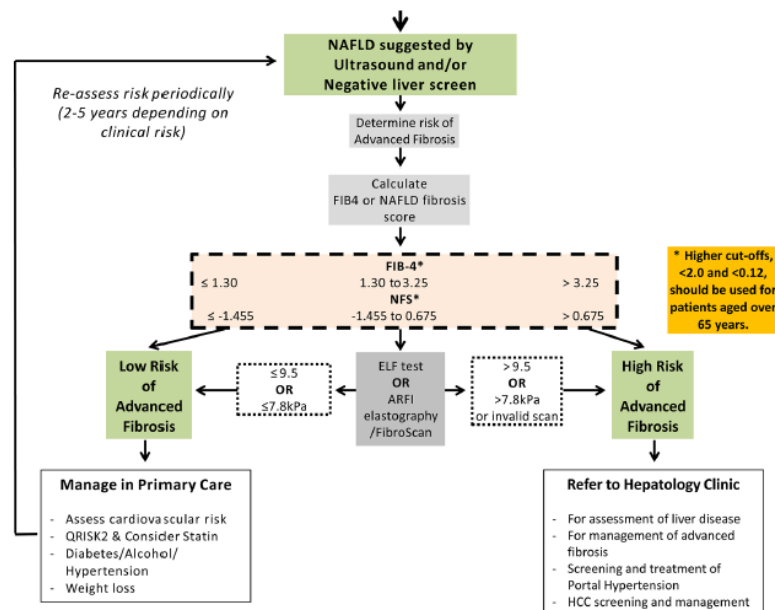 NAFLD suggested by
Ultrasound and/or
Negative liver screen
Re-assess risk periodically
(2-5 years depending on
clinical risk)
Determine risk of
Advanced Fibrosis
Calculate
FIB4 or NAFLD fibrosis
score
FIB-4*
≤ 1.30 1.30 to 3.25 > 3.25
NFS*
≤ -1.455 -1.455 to 0.675 > 0.675
* Higher cut-offs,
<2.0 and <0.12,
should be used for
patients aged over
65 years.
Low Risk
of
Advanced
Fibrosis
≤ 9.5
OR
≤7.8kPa
ELF test
OR
ARFI
elastography
/FibroScan
> 9.5
OR
>7.8kPa
or invalid scan
High Risk
of
Advanced
Fibrosis
Manage in Primary Care
- Assess cardiovascular risk
- QRISK2 & Consider Statin
- Diabetes/Alcohol/
Hypertension
- Weight loss
Refer to Hepatology Clinic
- For assessment of liver disease
- For management of advanced
fibrosis
- Screening and treatment of
Portal Hypertension
- HCC screening and management